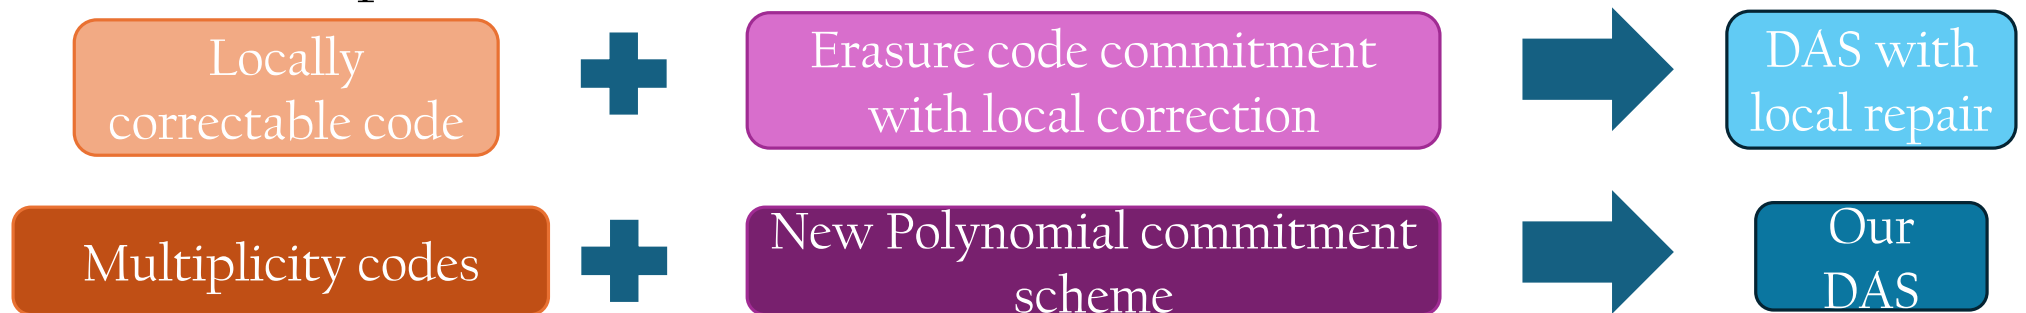 Locally
correctable code
Erasure code commitment
with local correction
DAS with
local repair
Multiplicity codes
New Polynomial commitment
scheme
Our
DAS